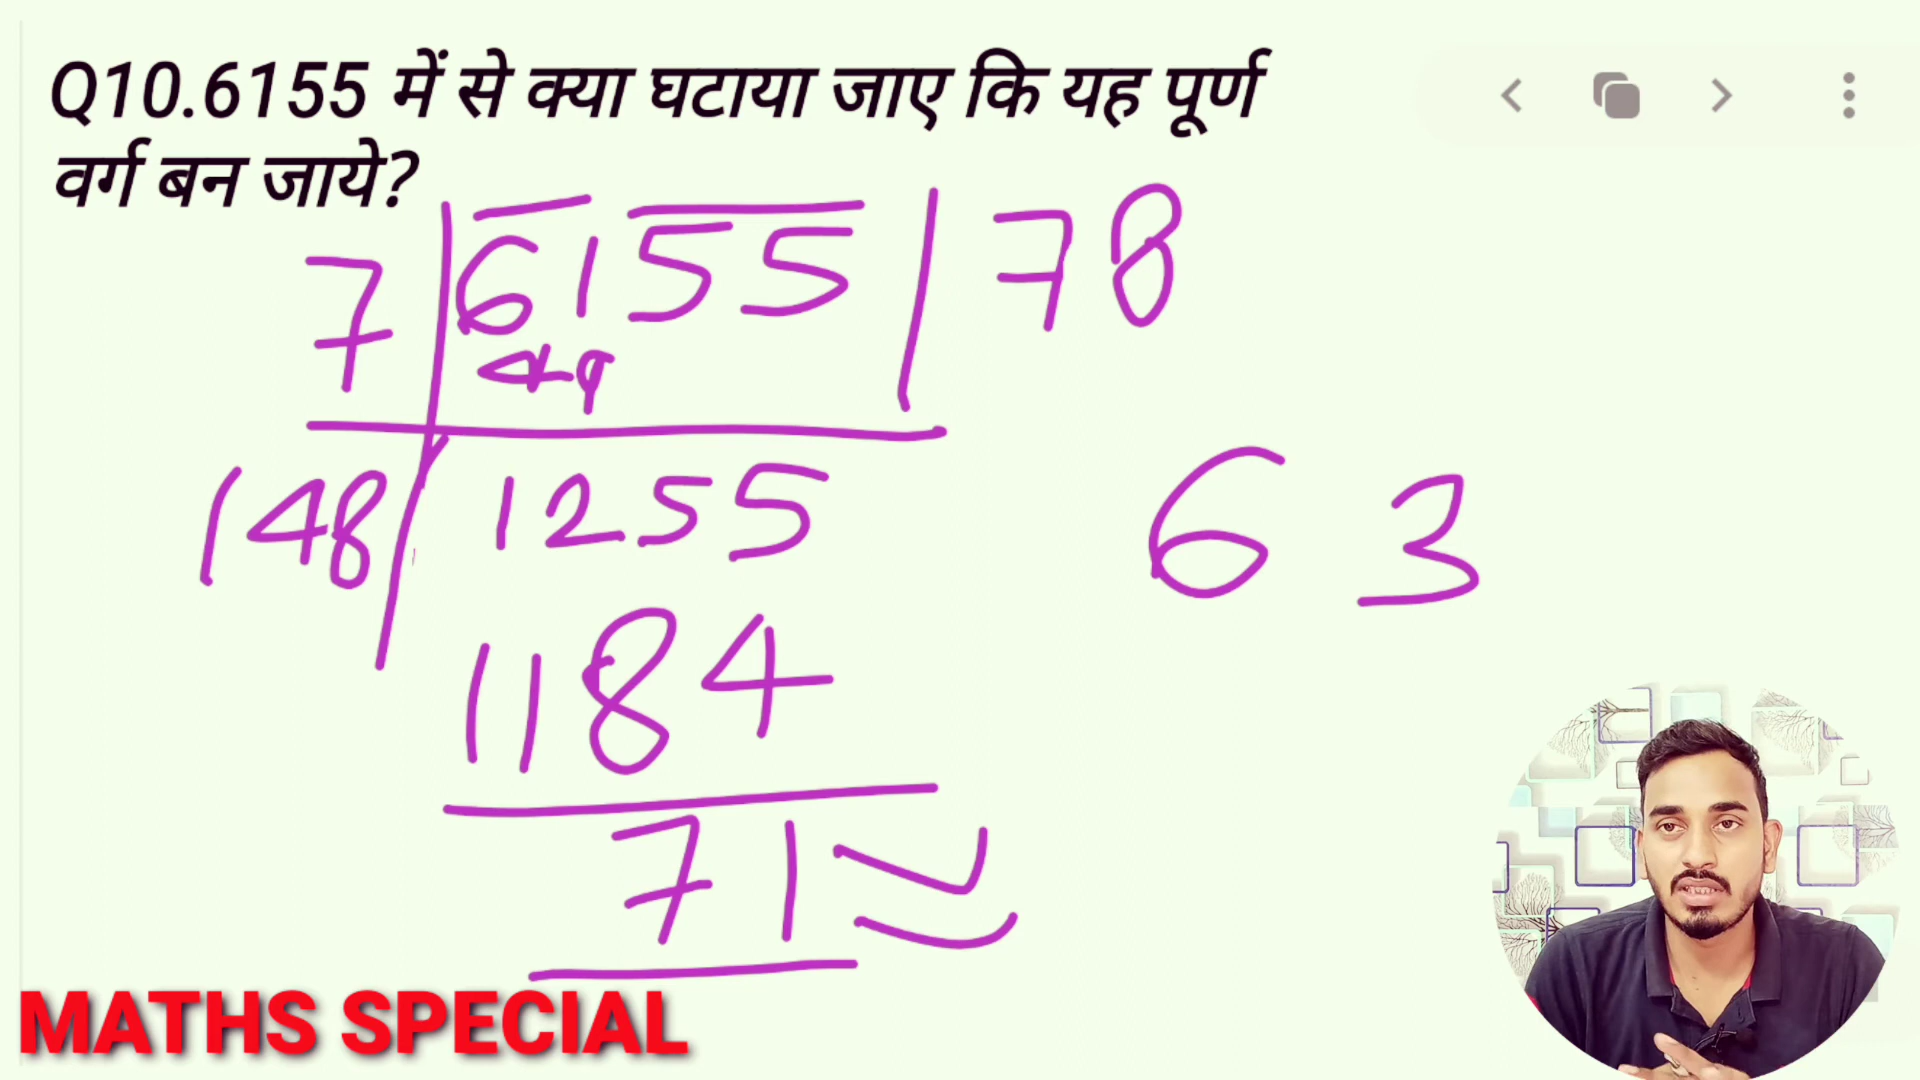 Q10.6155 में से क्या घटाया जाए कि यह पूर्ण
वर्ग बन जाये?
7 6155 78
49
148 1255
63
1184
71
MATHS SPECIAL